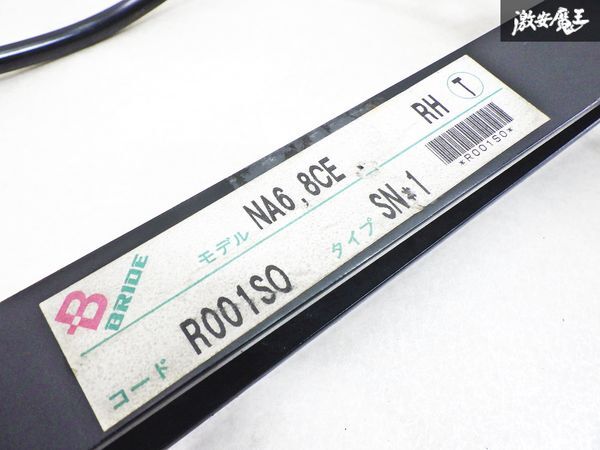 激安魔王
BRIDE
モデル NA6,8CE RH T
コード R001SO タイプ SN*1
*R001S0*